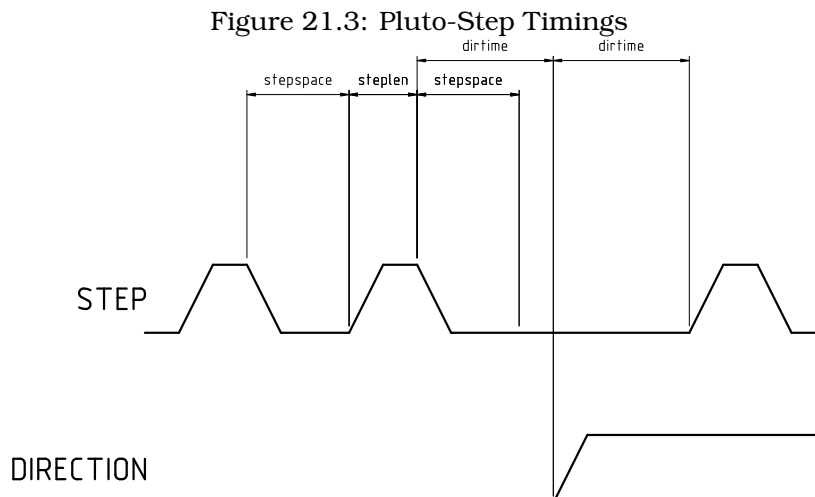 Figure 21.3: Pluto-Step Timings
dirtime dirtime
stepspace steplen stepspace
STEP
DIRECTION